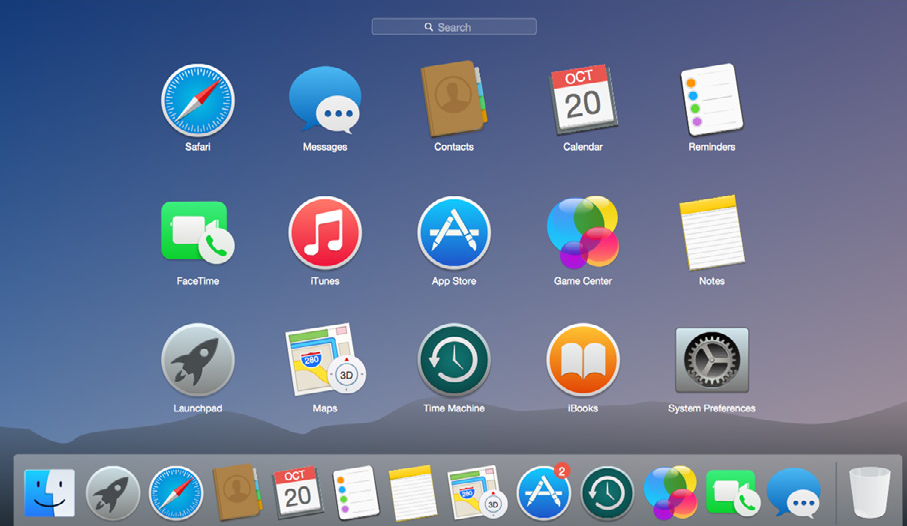 Search
OCT
20
Safari
Messages
Contacts
Calendar
Reminders
FaceTime
iTunes
App Store
Game Center
Notes
280
3D
Launchpad
Maps
Time Machine
iBooks
System Preferences
OCT
20
280
3D
2